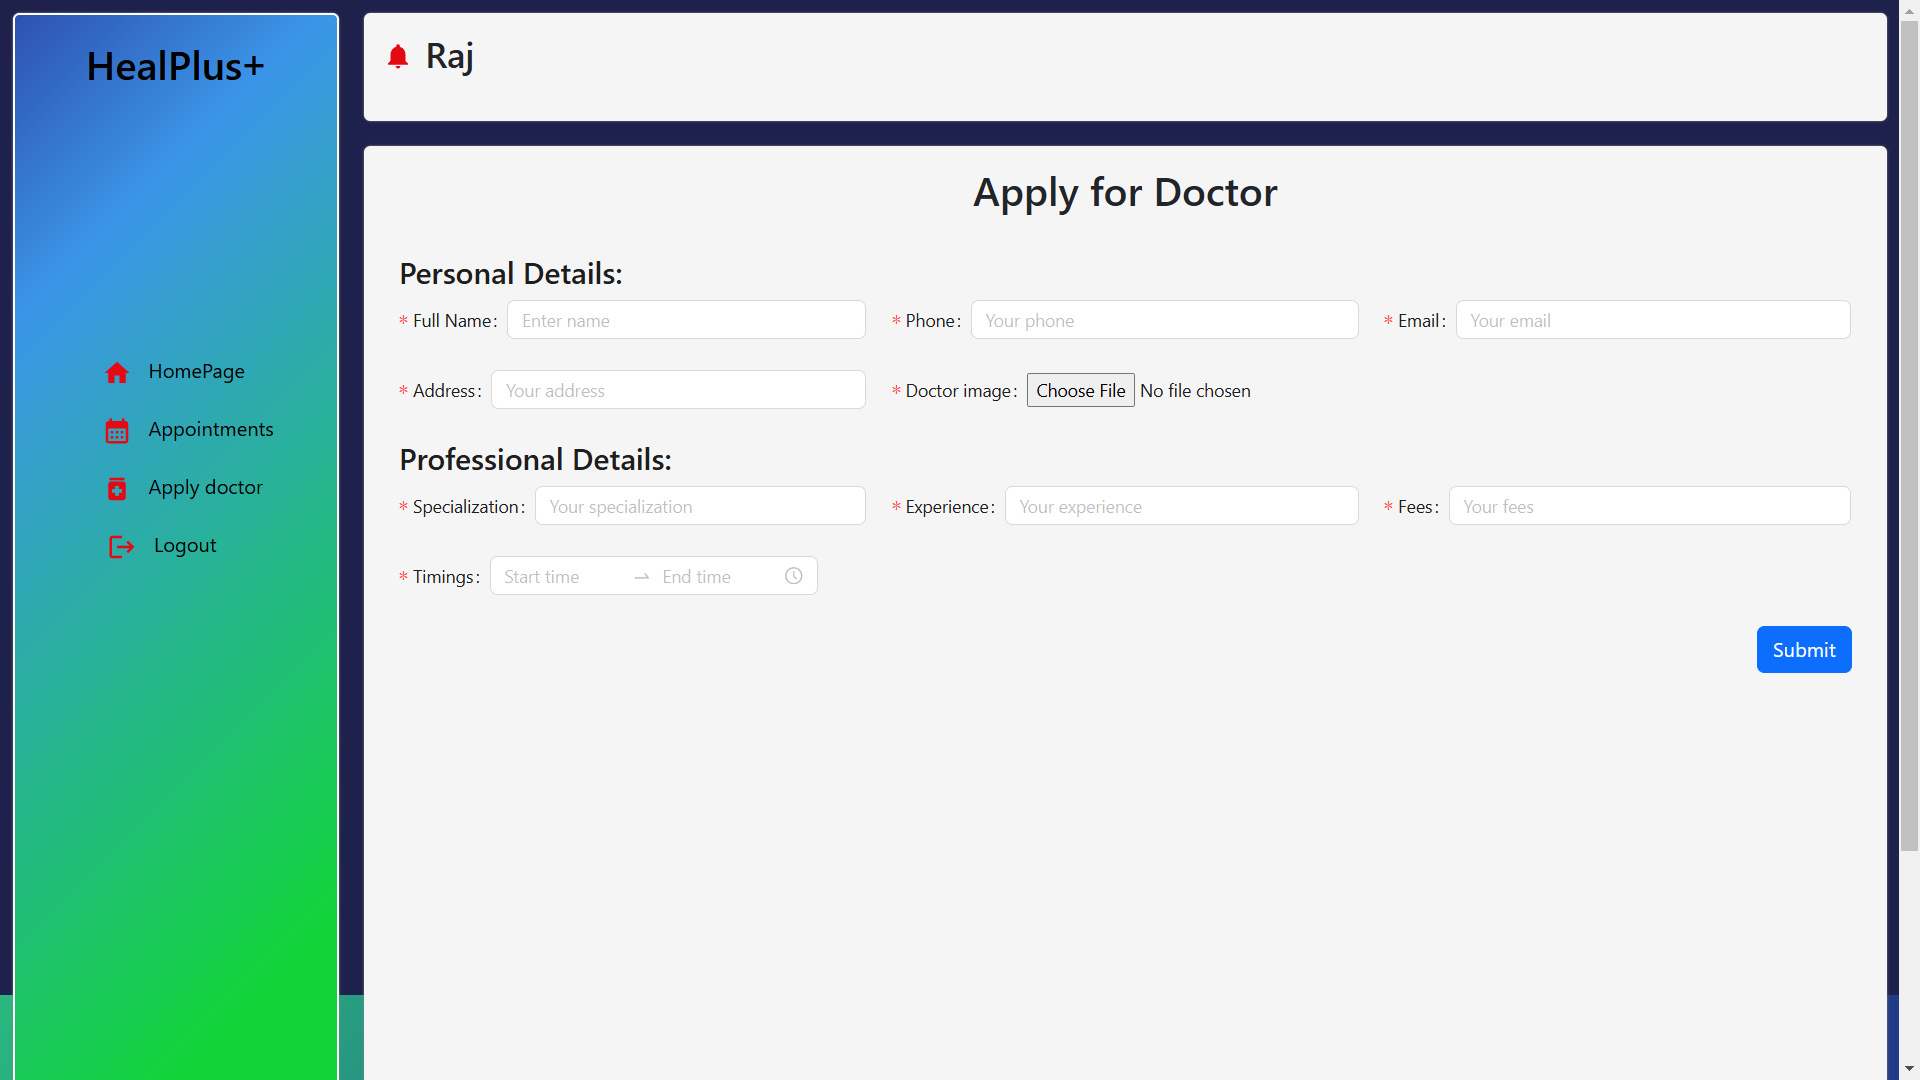 HealPlus+
HomePage
Appointments
Apply doctor
Logout
Raj
Apply for Doctor
Personal Details:
* Full Name: Enter name * Phone: Your phone * Email: Your email
* Address: Your address * Doctor image: Choose File No file chosen
Professional Details:
* Specialization: Your specialization * Experience: Your experience * Fees: Your fees
* Timings: Start time → End time
Submit